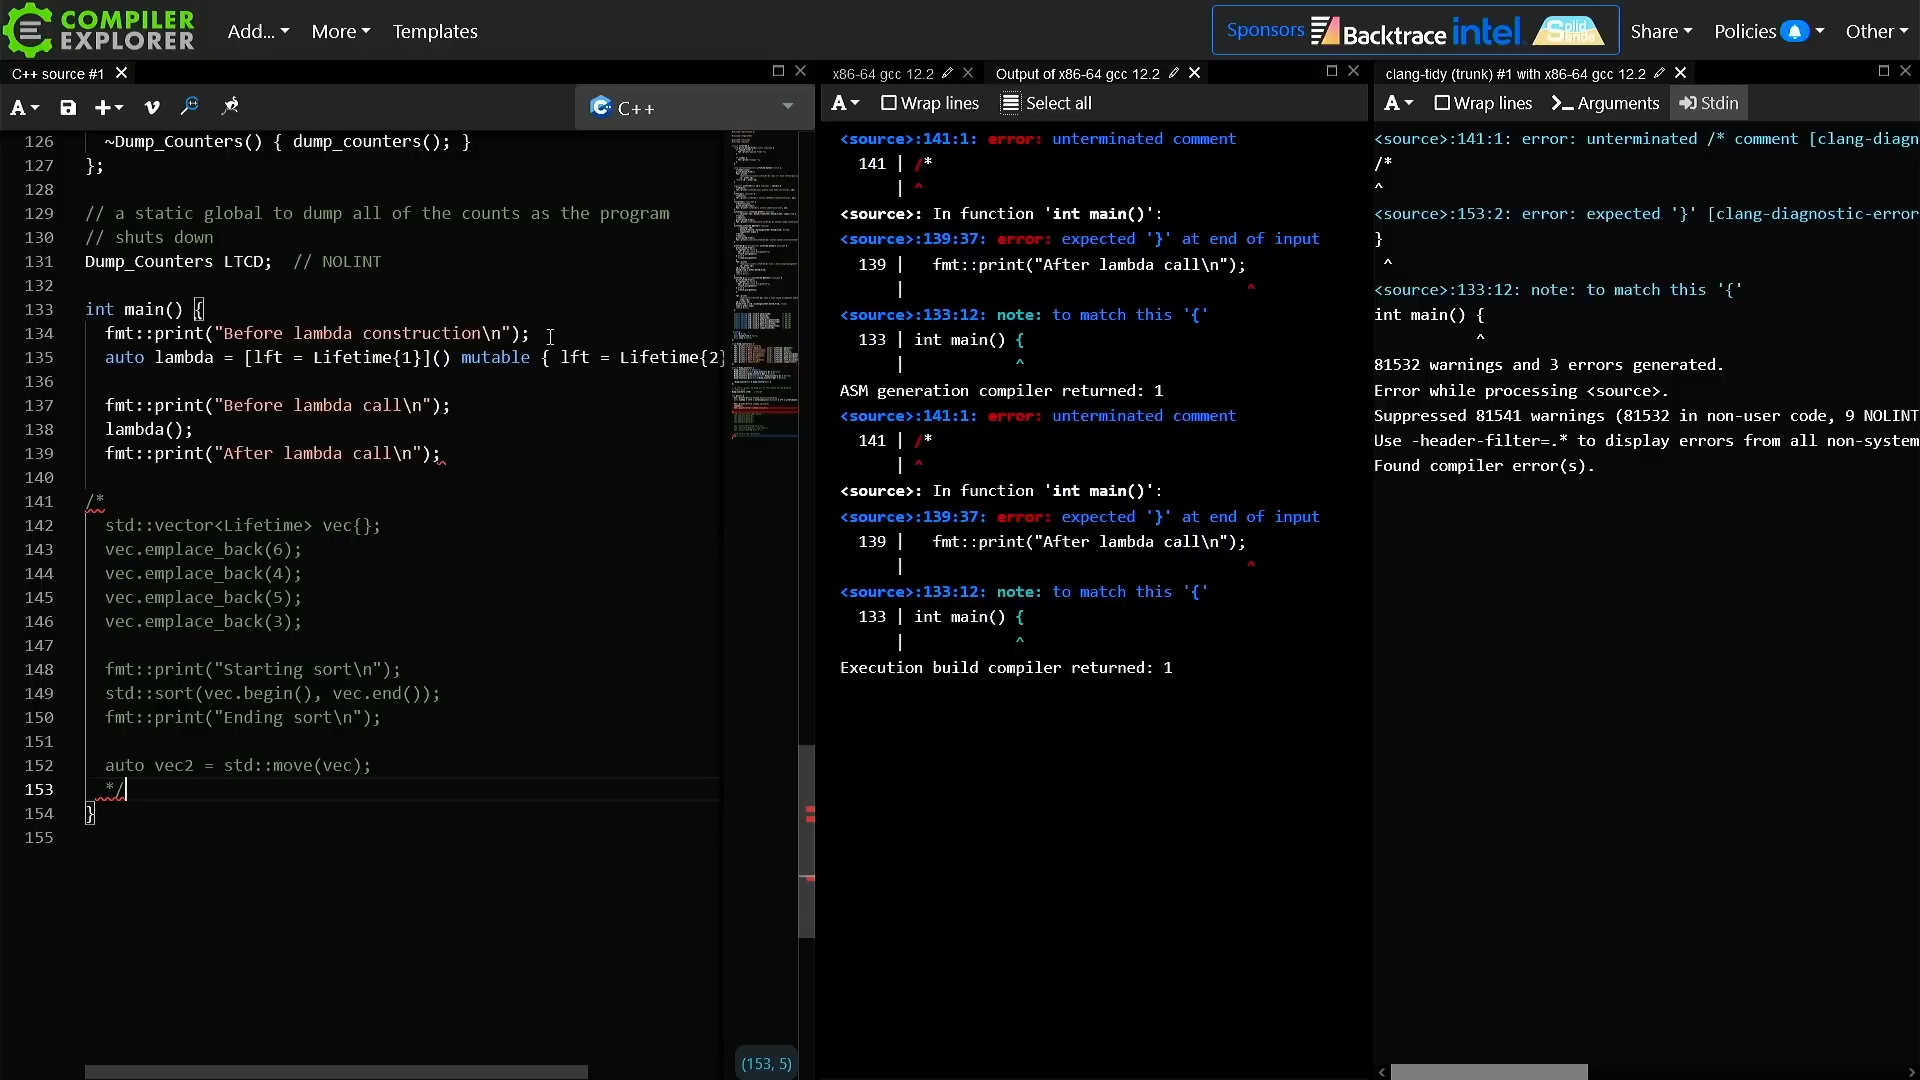 COMPILER
EXPLORER
Add...
More
Templates
Sponsors
Backtrace
intel
Solid
Sands
Share
Policies
Other
C++ source #1
A
C++
126 ~Dump_Counters() { dump_counters(); }
127 };
128
129 // a static global to dump all of the counts as the program
130 // shuts down
131 Dump_Counters LTCD;  // NOLINT
132
133 int main() {
134 fmt::print("Before lambda construction\n");
135 auto lambda = [lft = Lifetime{1}]() mutable { lft = Lifetime{2}
136
137 fmt::print("Before lambda call\n");
138 lambda();
139 fmt::print("After lambda call\n");
140
141 /*
142 std::vector<Lifetime> vec{};
143 vec.emplace_back(6);
144 vec.emplace_back(4);
145 vec.emplace_back(5);
146 vec.emplace_back(3);
147
148 fmt::print("Starting sort\n");
149 std::sort(vec.begin(), vec.end());
150 fmt::print("Ending sort\n");
151
152 auto vec2 = std::move(vec);
153 */
154 }
155
(153, 5)
x86-64 gcc 12.2
Output of x86-64 gcc 12.2
A
Wrap lines
Select all
<source>:141:1: error: unterminated comment
141 | /*
| ^
<source>: In function 'int main()':
<source>:139:37: error: expected '}' at end of input
139 | fmt::print("After lambda call\n");
| ^
<source>:133:12: note: to match this '{'
133 | int main() {
| ^
ASM generation compiler returned: 1
<source>:141:1: error: unterminated comment
141 | /*
| ^
<source>: In function 'int main()':
<source>:139:37: error: expected '}' at end of input
139 | fmt::print("After lambda call\n");
| ^
<source>:133:12: note: to match this '{'
133 | int main() {
| ^
Execution build compiler returned: 1
clang-tidy (trunk) #1 with x86-64 gcc 12.2
A
Wrap lines
Arguments
Stdin
<source>:141:1: error: unterminated /* comment [clang-diagn
/*
^
<source>:153:2: error: expected '}' [clang-diagnostic-error
}
^
<source>:133:12: note: to match this '{'
int main() {
^
81532 warnings and 3 errors generated.
Error while processing <source>.
Suppressed 81541 warnings (81532 in non-user code, 9 NOLINT
Use -header-filter=.* to display errors from all non-system
Found compiler error(s).